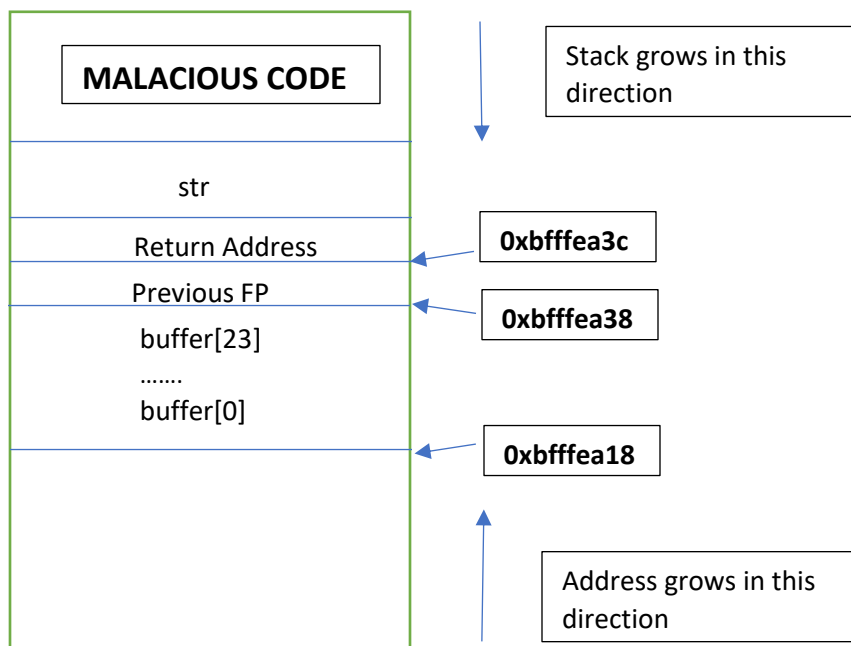 MALACIOUS CODE
Stack grows in this
direction
str
Return Address
0xbfffea3c
Previous FP
0xbfffea38
buffer[23]
.......
buffer[0]
0xbfffea18
Address grows in this
direction